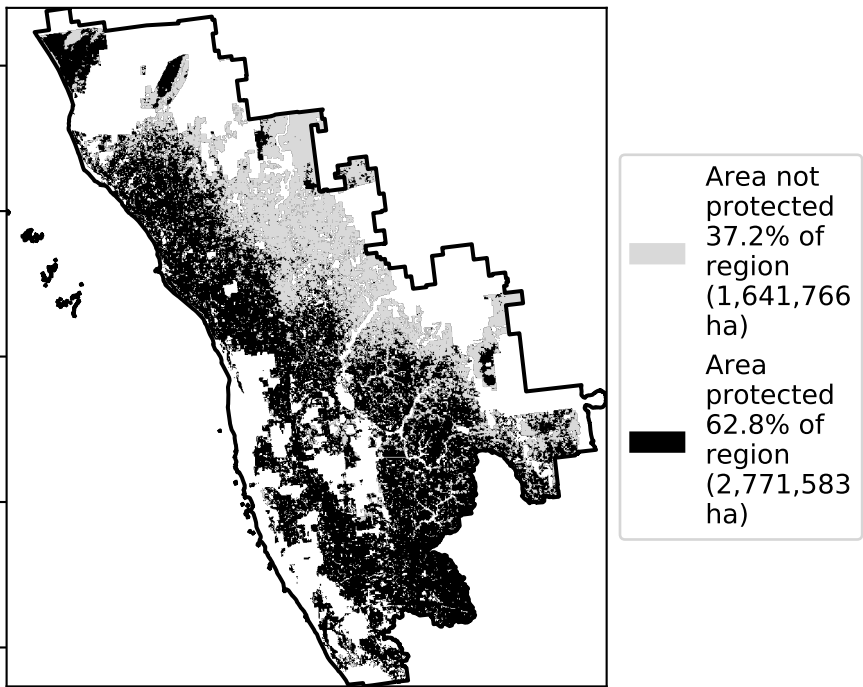 Area not
protected
37.2% of
region
(1,641,766
ha)
Area
protected
62.8% of
region
(2,771,583
ha)